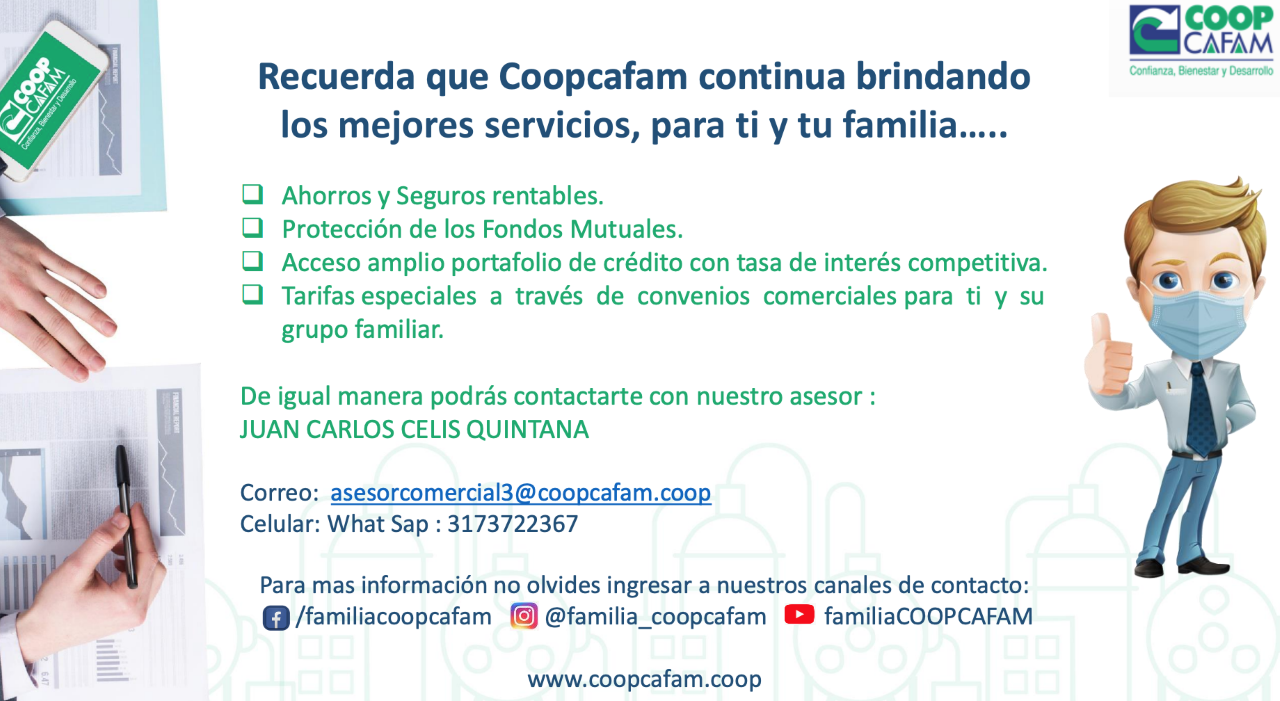 COOP
CAFAM
Confianza, Bienestar y Desarrollo
COOP
CAFAM
Confianza, Bienestar y Desarrollo
Recuerda que Coopcafam continua brindando
los mejores servicios, para ti y tu familia…..
❑ Ahorros y Seguros rentables.
❑ Protección de los Fondos Mutuales.
❑ Acceso amplio portafolio de crédito con tasa de interés competitiva.
❑ Tarifas especiales a través de convenios comerciales para ti y su
grupo familiar.
De igual manera podrás contactarte con nuestro asesor :
JUAN CARLOS CELIS QUINTANA
Correo: asesorcomercial3@coopcafam.coop
Celular: What Sap : 3173722367
Para mas información no olvides ingresar a nuestros canales de contacto:
/familiacoopcafam @familia_coopcafam familiaCOOPCAFAM
www.coopcafam.coop